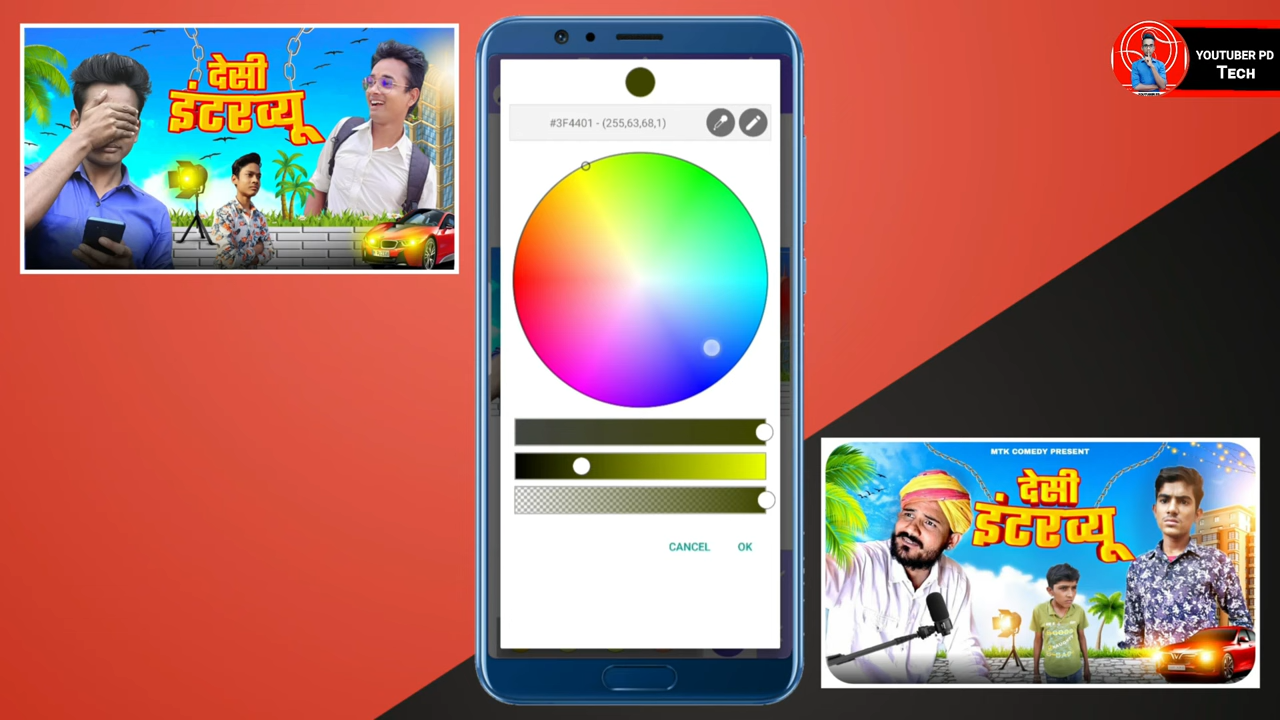 देसी
इंटरव्यू
#3F4401 - (255,63,68,1)
CANCEL
OK
YOUTUBER PD
TECH
MTK COMEDY PRESENT
देसी
इंटरव्यू